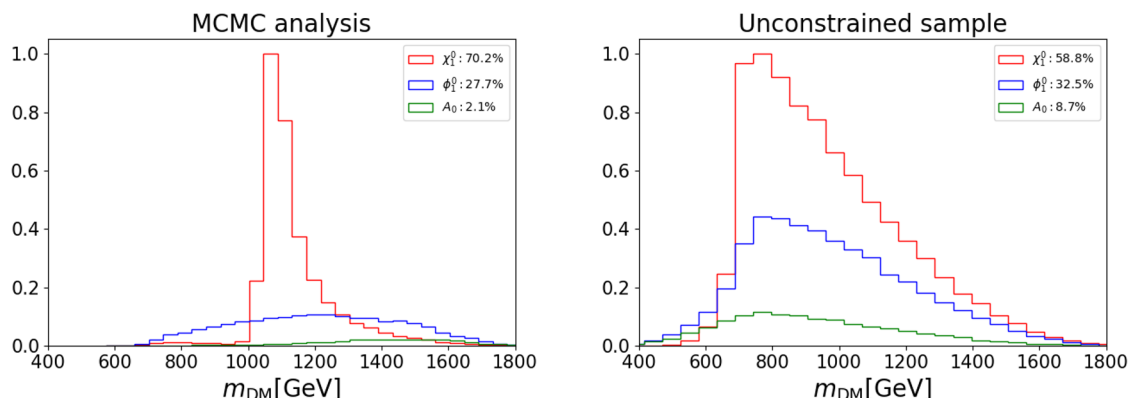 MCMC analysis
1.0
0.8
0.6
0.4
0.2
0.0
χ₁⁰ : 70.2%
ϕ₁⁰ : 27.7%
A₀ : 2.1%
400 600 800 1000 1200 1400 1600 1800
m_DM[GeV]
Unconstrained sample
1.0
0.8
0.6
0.4
0.2
0.0
χ₁⁰ : 58.8%
ϕ₁⁰ : 32.5%
A₀ : 8.7%
400 600 800 1000 1200 1400 1600 1800
m_DM[GeV]